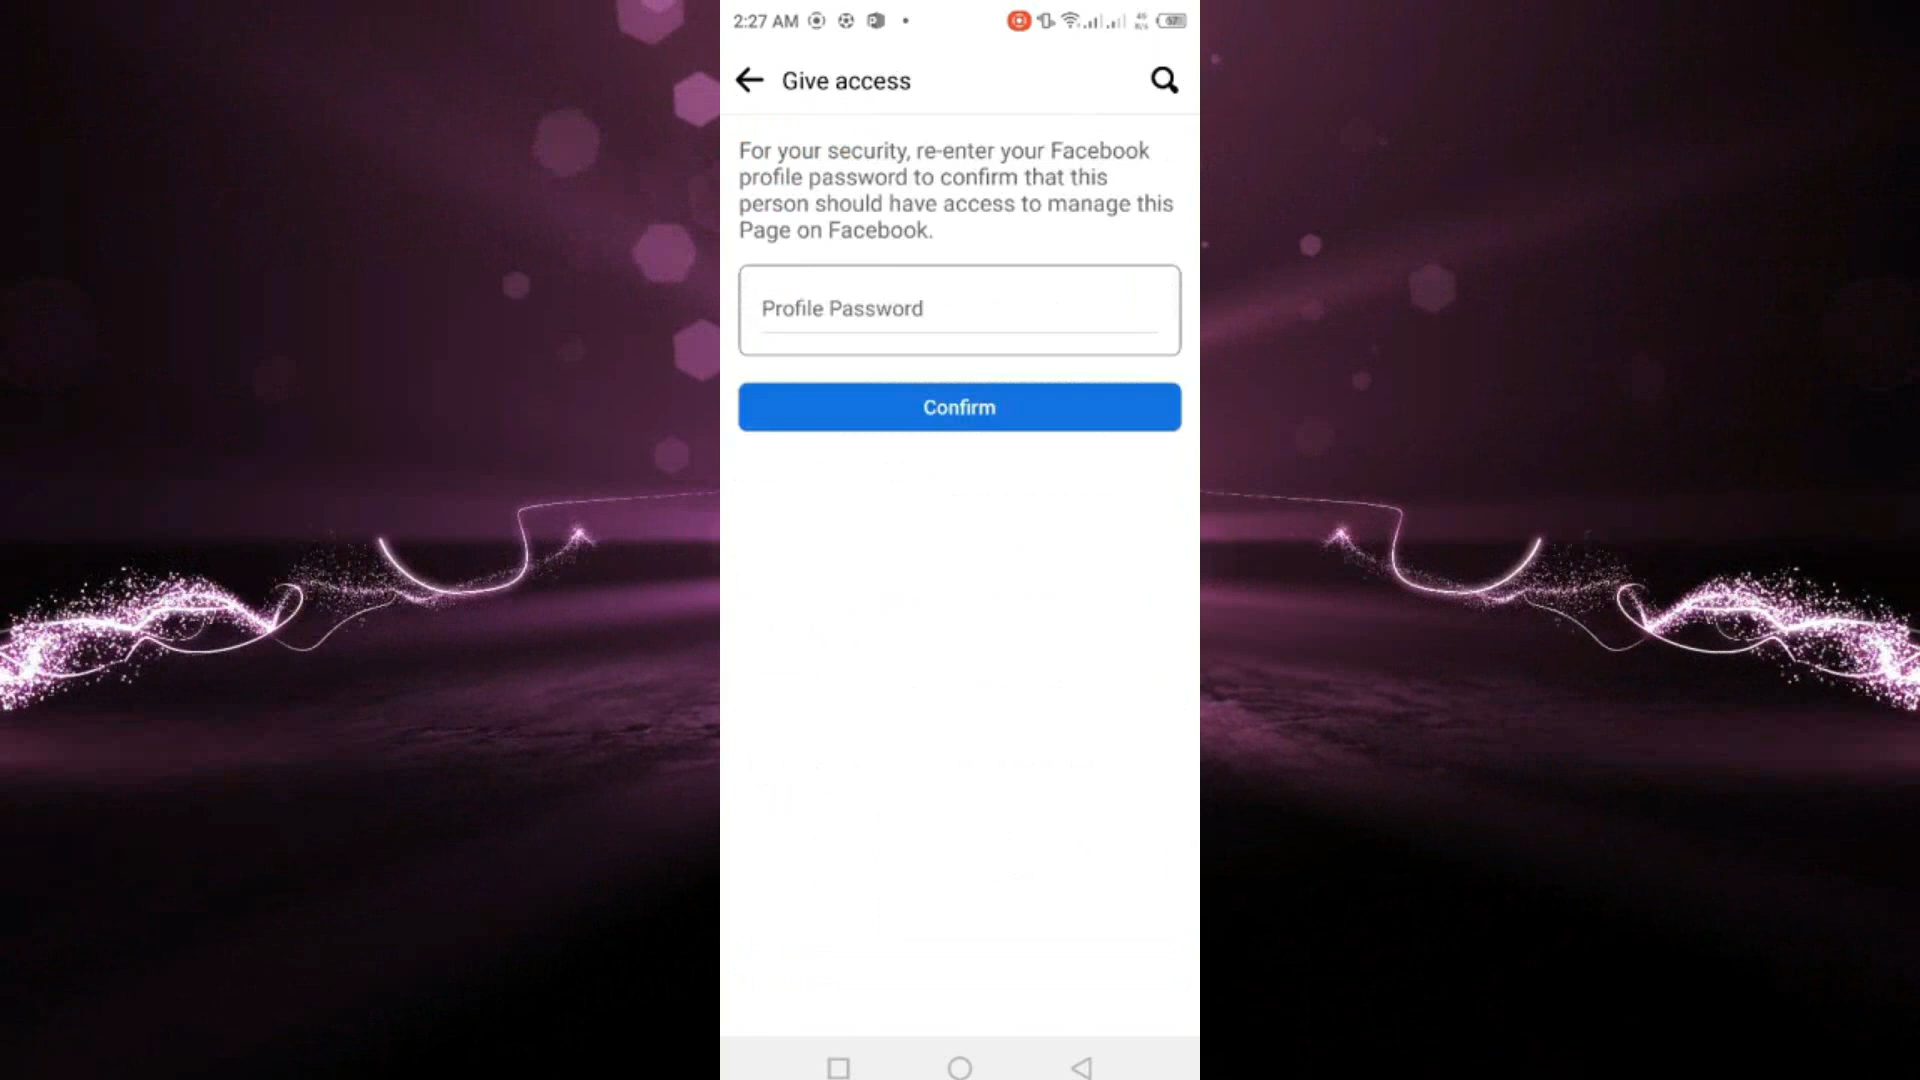 2:27 AM
Give access
For your security, re-enter your Facebook
profile password to confirm that this
person should have access to manage this
Page on Facebook.
Profile Password
Confirm